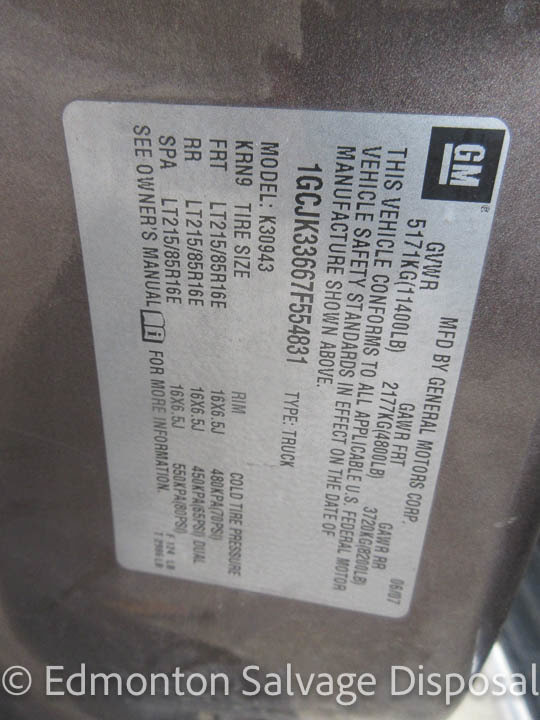 GM
MFD BY GENERAL MOTORS CORP. 06/07
GVWR GAWR FRT GAWR RR
5171KG(11400LB) 2177KG(4800LB) 3720KG(8200LB)
THIS VEHICLE CONFORMS TO ALL APPLICABLE U.S. FEDERAL MOTOR
VEHICLE SAFETY STANDARDS IN EFFECT ON THE DATE OF
MANUFACTURE SHOWN ABOVE.
1GCJK33667F554831 TYPE: TRUCK
MODEL: K30943
KRN9 TIRE SIZE RIM COLD TIRE PRESSURE
FRT LT215/85R16E 16X6.5J 480KPA(70PSI)
RR LT215/85R16E 16X6.5J 450KPA(65PSI) DUAL
SPA LT215/85R16E 16X6.5J 550KPA(80PSI)
SEE OWNER'S MANUAL FOR MORE INFORMATION.
F 124 LB
T 2986 LB
© Edmonton Salvage Disposal